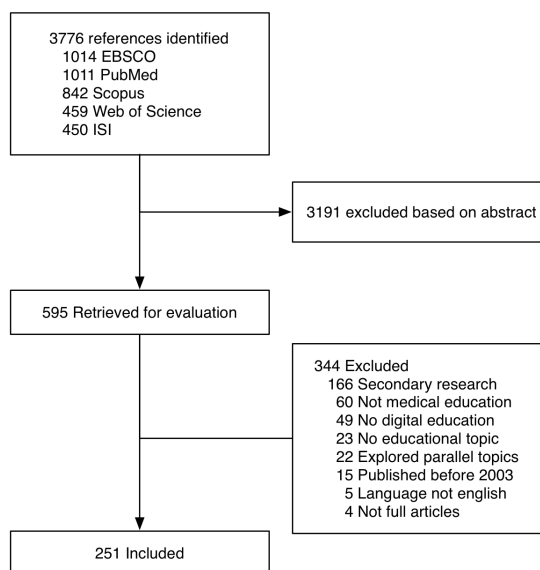 3776 references identified
1014 EBSCO
1011 PubMed
842 Scopus
459 Web of Science
450 ISI
3191 excluded based on abstract
595 Retrieved for evaluation
344 Excluded
166 Secondary research
60 Not medical education
49 No digital education
23 No educational topic
22 Explored parallel topics
15 Published before 2003
5 Language not english
4 Not full articles
251 Included